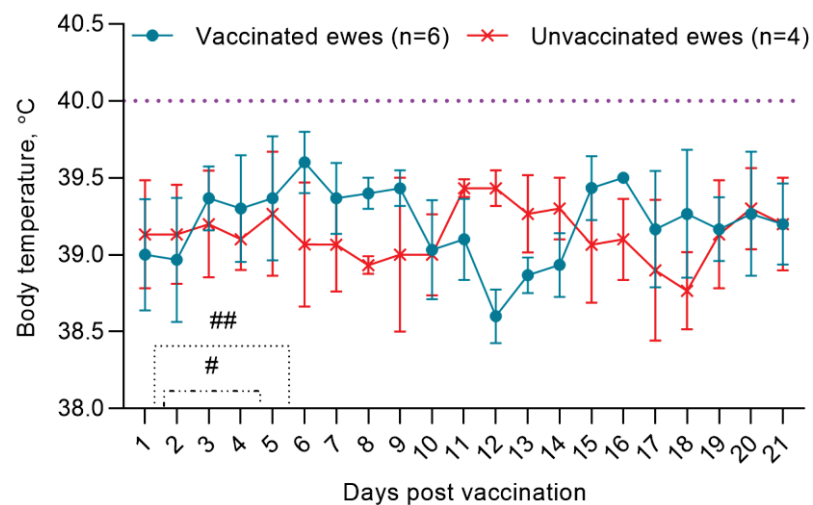 Vaccinated ewes (n=6) Unvaccinated ewes (n=4)
Body temperature, °C
40.5
40.0
39.5
39.0
38.5
38.0
##
#
1 2 3 4 5 6 7 8 9 10 11 12 13 14 15 16 17 18 19 20 21
Days post vaccination